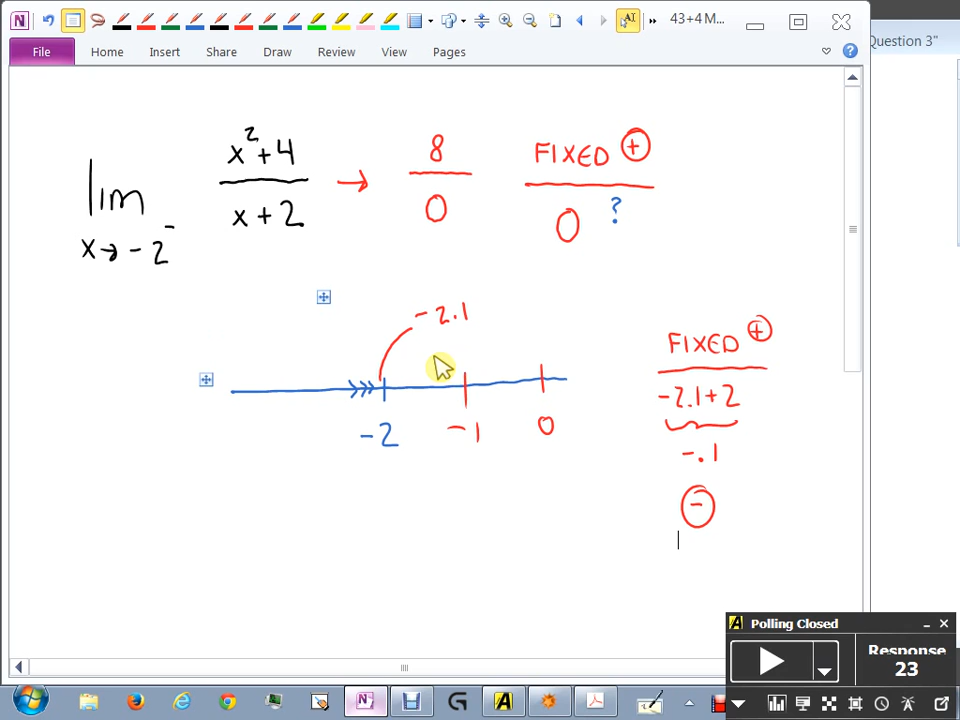 43+4 M...
Question 3"
File Home Insert Share Draw Review View Pages
lim x→-2⁻ x²+4 / x+2 → 8/0 FIXED + / 0 ?
-2.1
-2 -1 0
FIXED +
-2.1+2
-.1
-
Polling Closed
Response
23